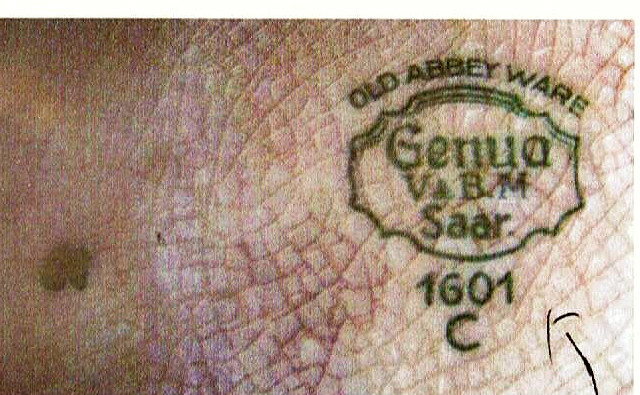 OLD ABBEY WARE
Genua
V & B. M
Saar.
1601
C